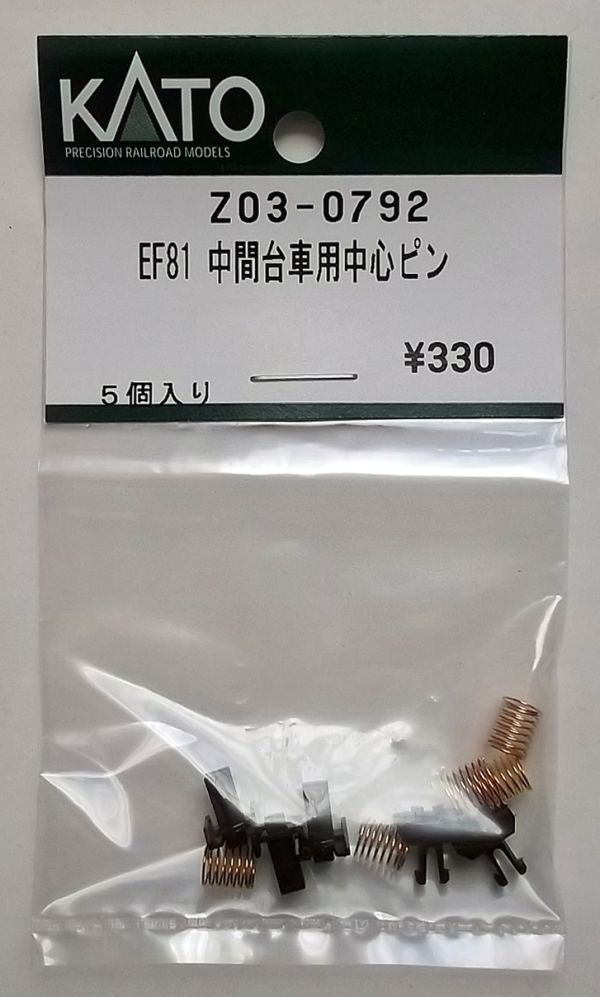 KATO
PRECISION RAILROAD MODELS
Z03-0792
EF81 中間台車用中心ピン
¥330
5個入り